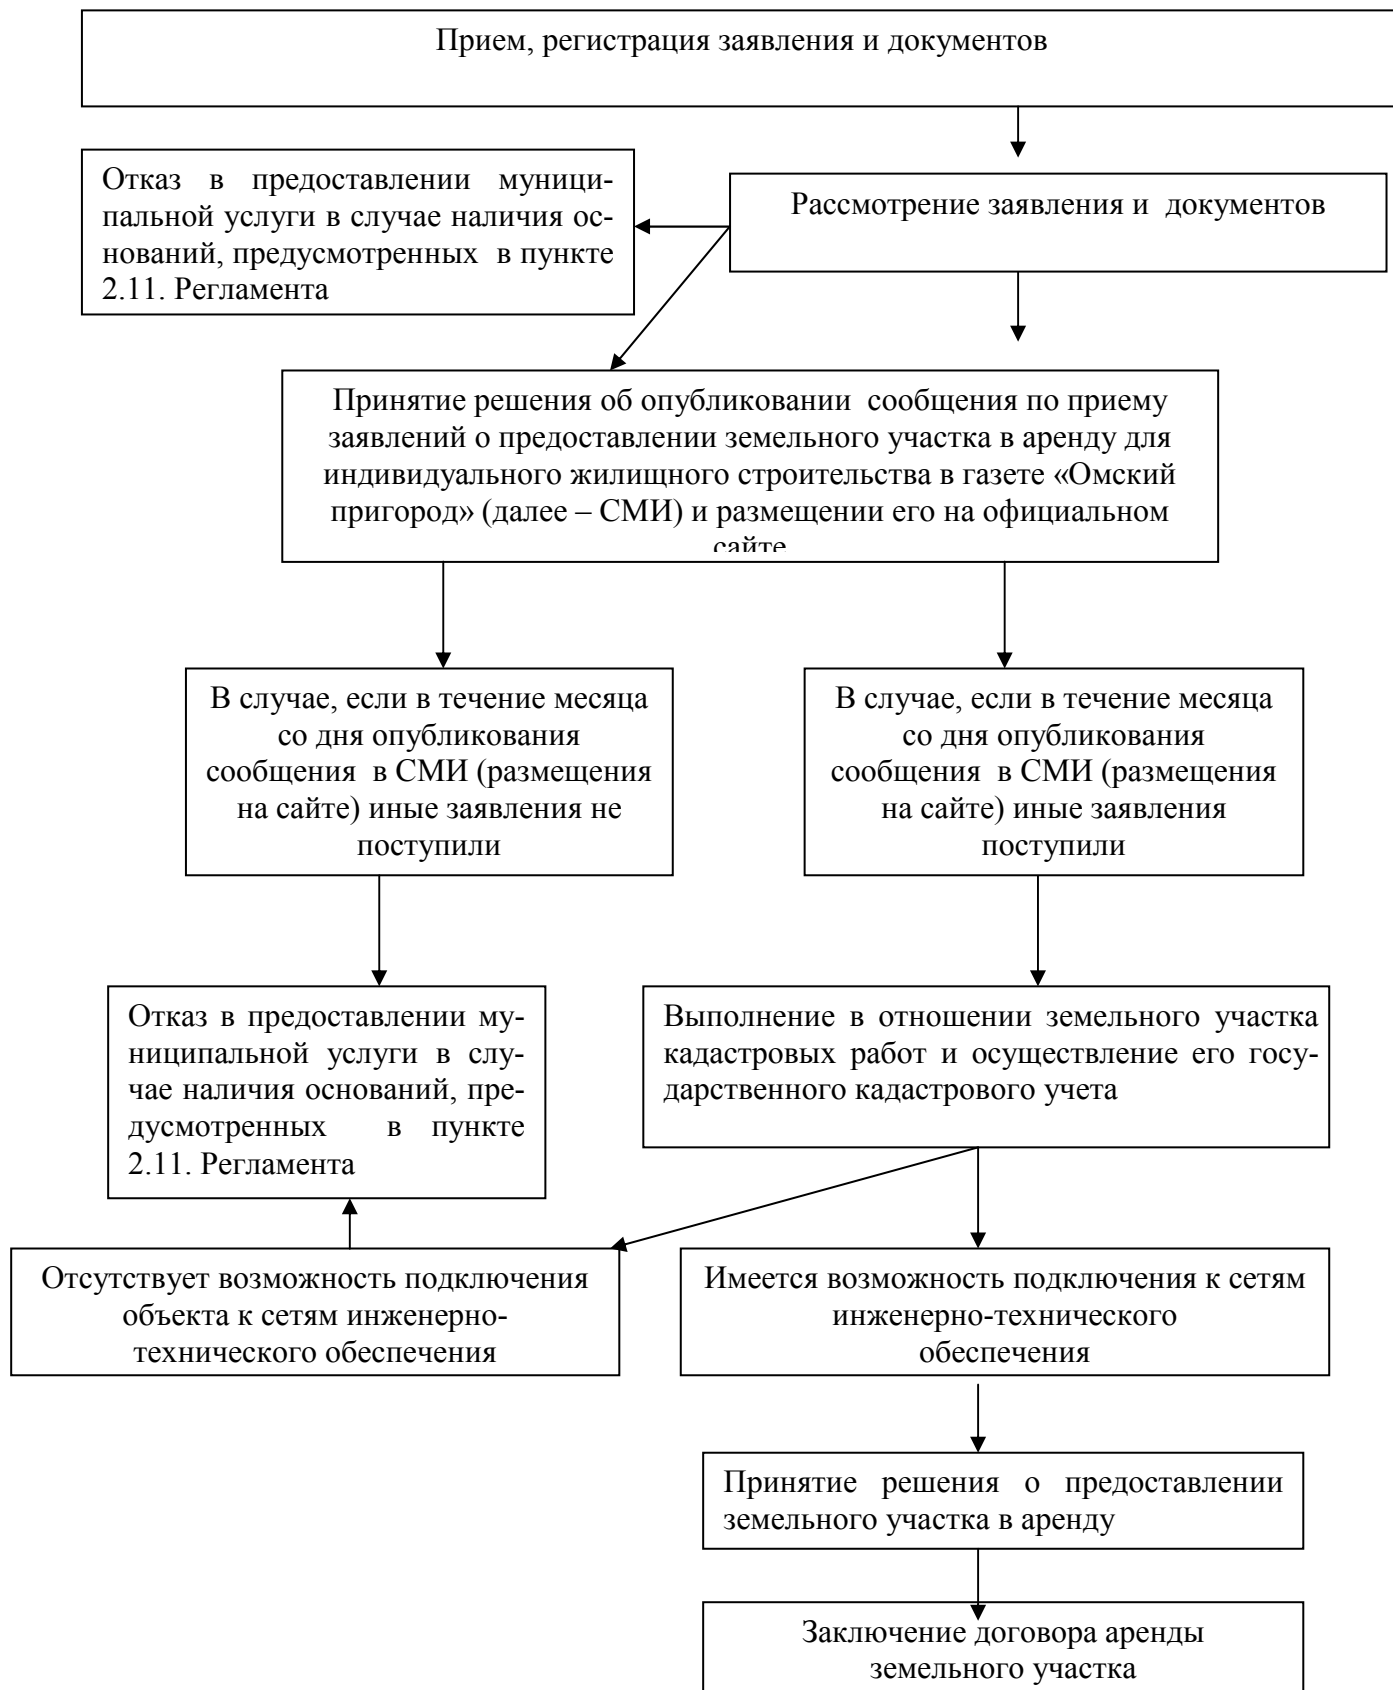 Прием, регистрация заявления и документов
Отказ в предоставлении муници-
пальной услуги в случае наличия ос-
нований, предусмотренных в пункте
2.11. Регламента
Рассмотрение заявления и документов
Принятие решения об опубликовании сообщения по приему
заявлений о предоставлении земельного участка в аренду для
индивидуального жилищного строительства в газете «Омский
пригород» (далее – СМИ) и размещении его на официальном
сайте
В случае, если в течение месяца
со дня опубликования
сообщения в СМИ (размещения
на сайте) иные заявления не
поступили
В случае, если в течение месяца
со дня опубликования
сообщения в СМИ (размещения
на сайте) иные заявления
поступили
Отказ в предоставлении му-
ниципальной услуги в слу-
чае наличия оснований, пре-
дусмотренных в пункте
2.11. Регламента
Выполнение в отношении земельного участка
кадастровых работ и осуществление его госу-
дарственного кадастрового учета
Отсутствует возможность подключения
объекта к сетям инженерно-
технического обеспечения
Имеется возможность подключения к сетям
инженерно-технического
обеспечения
Принятие решения о предоставлении
земельного участка в аренду
Заключение договора аренды
земельного участка